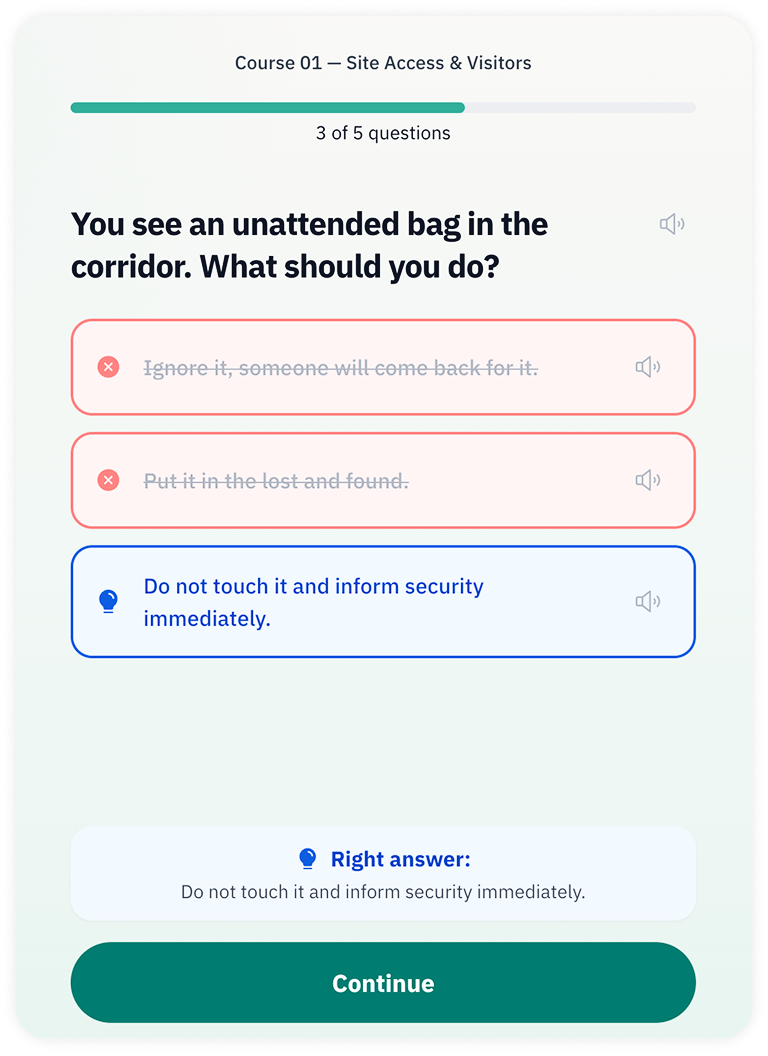 Course 01 — Site Access & Visitors
3 of 5 questions
You see an unattended bag in the
corridor. What should you do?
Ignore it, someone will come back for it.
Put it in the lost and found.
Do not touch it and inform security
immediately.
Right answer:
Do not touch it and inform security immediately.
Continue